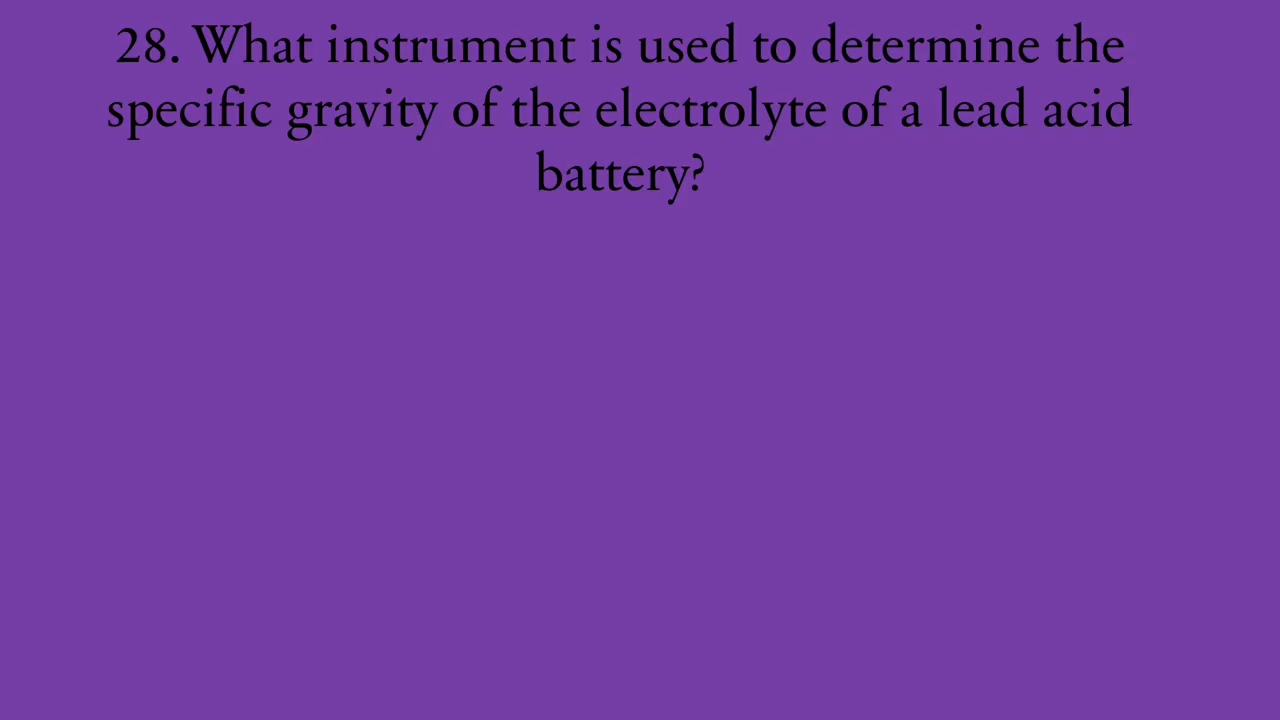 28. What instrument is used to determine the
specific gravity of the electrolyte of a lead acid
battery?